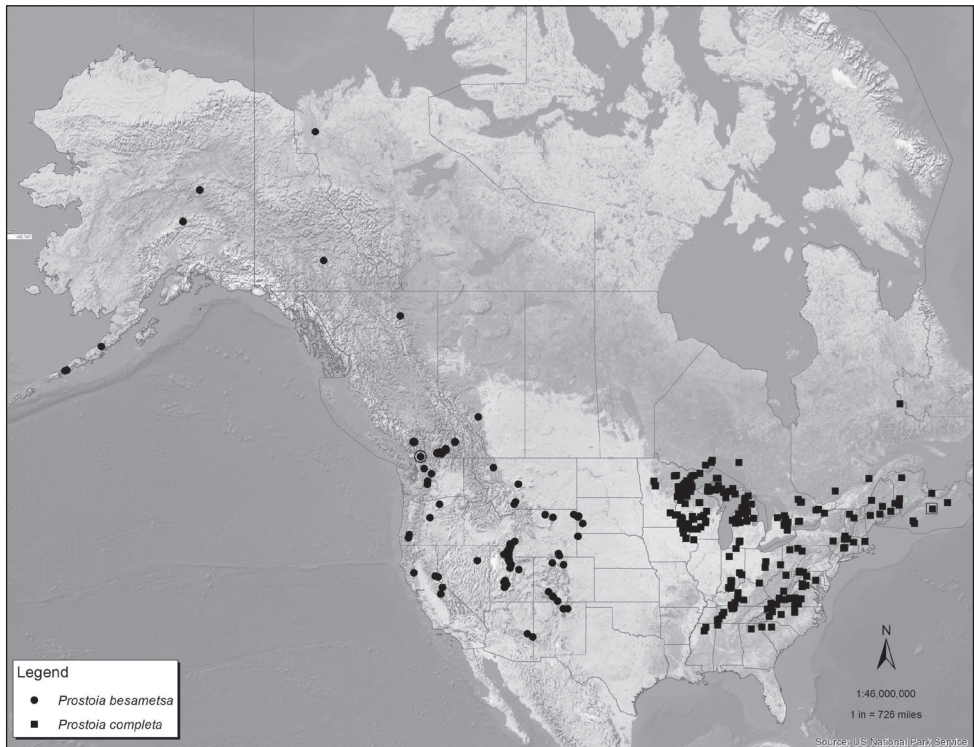 Legend
Prostoia besametsa
Prostoia completa
N
1:46,000,000
1 in = 726 miles
Source: US National Park Service